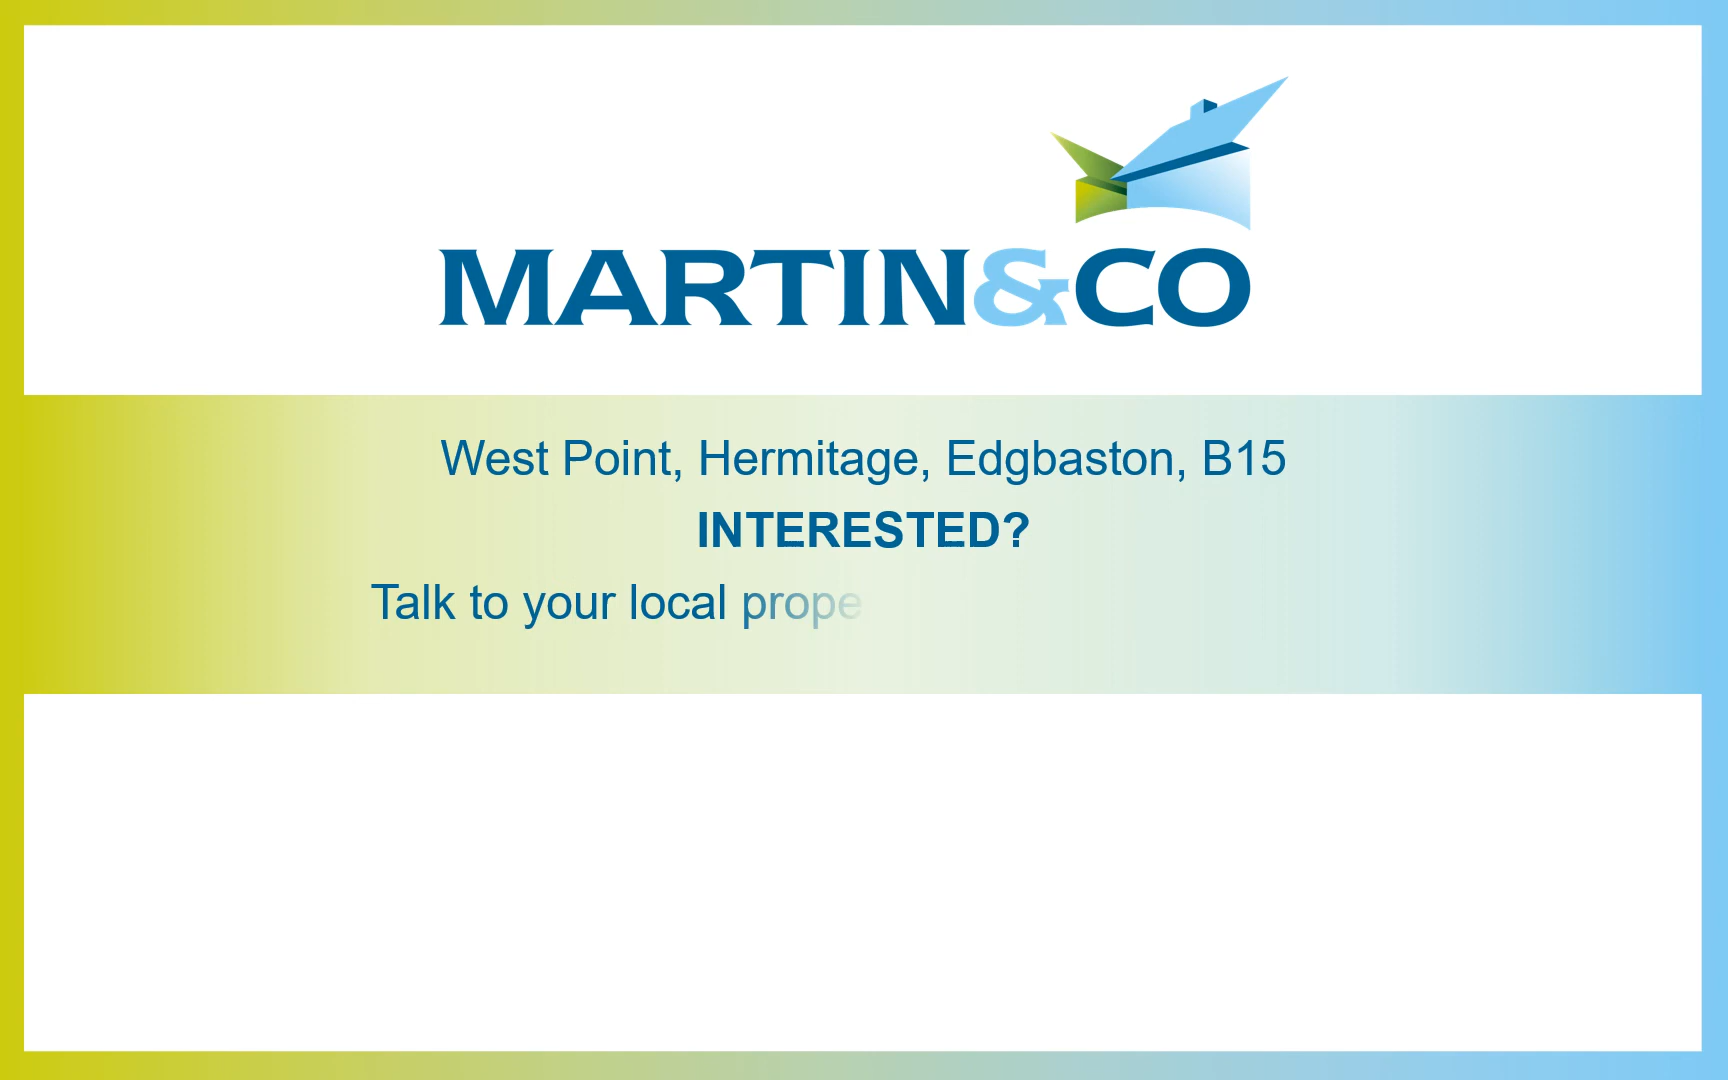 MARTIN&CO
West Point, Hermitage, Edgbaston, B15
INTERESTED?
Talk to your local prope